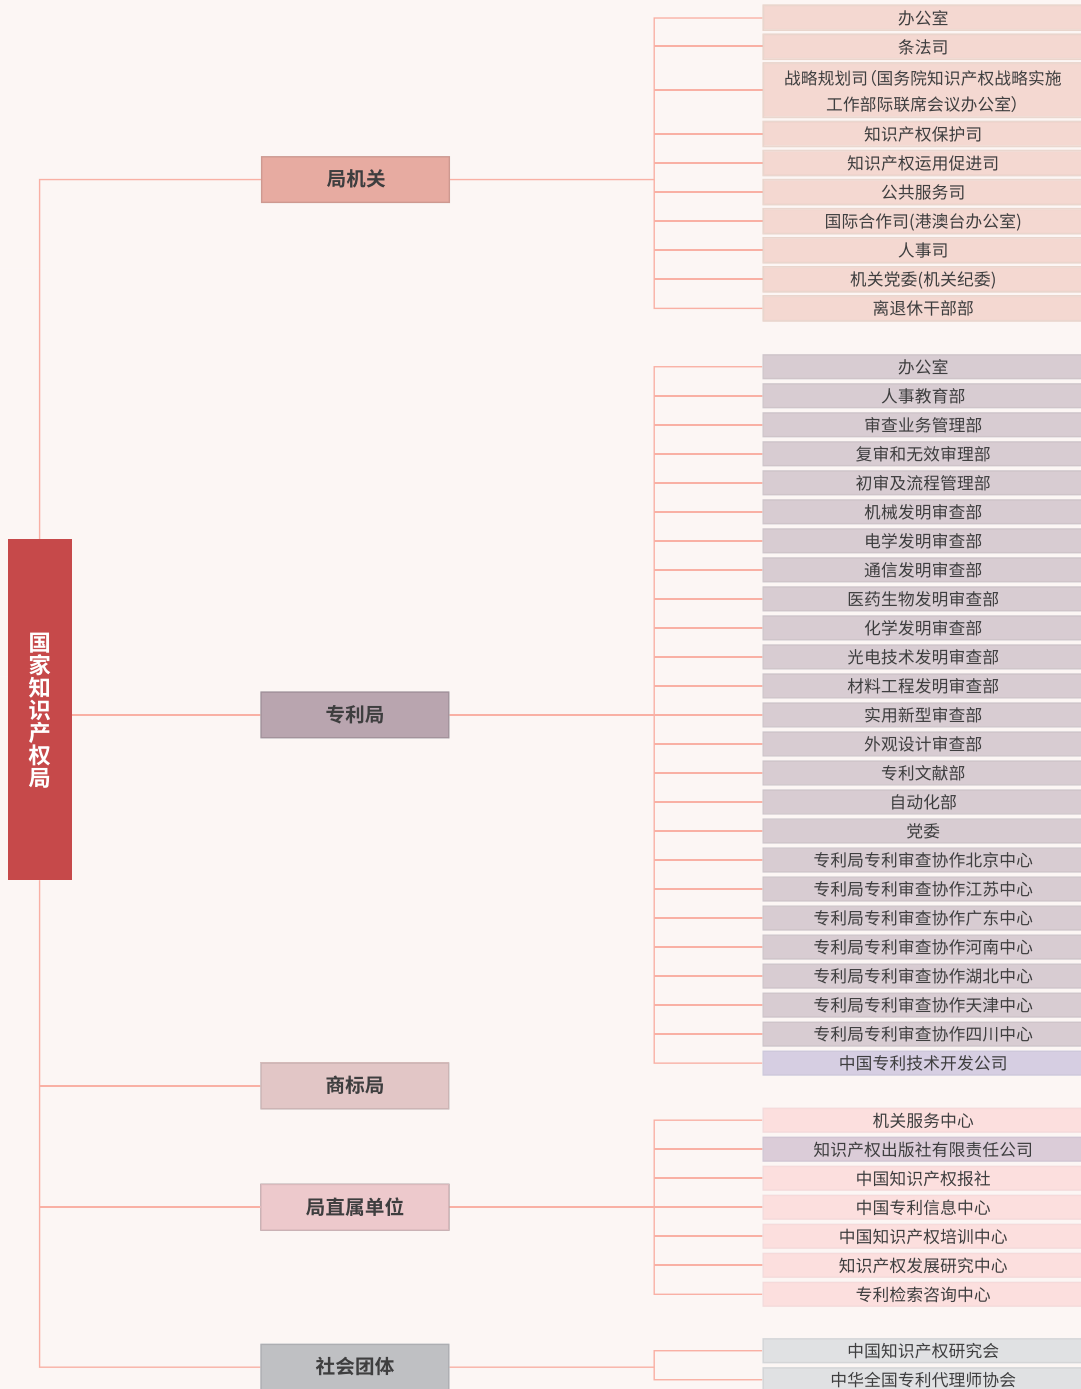 国家知识产权局
局机关
办公室
条法司
战略规划司(国务院知识产权战略实施
工作部际联席会议办公室)
知识产权保护司
知识产权运用促进司
公共服务司
国际合作司(港澳台办公室)
人事司
机关党委(机关纪委)
离退休干部部
专利局
办公室
人事教育部
审查业务管理部
复审和无效审理部
初审及流程管理部
机械发明审查部
电学发明审查部
通信发明审查部
医药生物发明审查部
化学发明审查部
光电技术发明审查部
材料工程发明审查部
实用新型审查部
外观设计审查部
专利文献部
自动化部
党委
专利局专利审查协作北京中心
专利局专利审查协作江苏中心
专利局专利审查协作广东中心
专利局专利审查协作河南中心
专利局专利审查协作湖北中心
专利局专利审查协作天津中心
专利局专利审查协作四川中心
中国专利技术开发公司
商标局
局直属单位
机关服务中心
知识产权出版社有限责任公司
中国知识产权报社
中国专利信息中心
中国知识产权培训中心
知识产权发展研究中心
专利检索咨询中心
社会团体
中国知识产权研究会
中华全国专利代理师协会